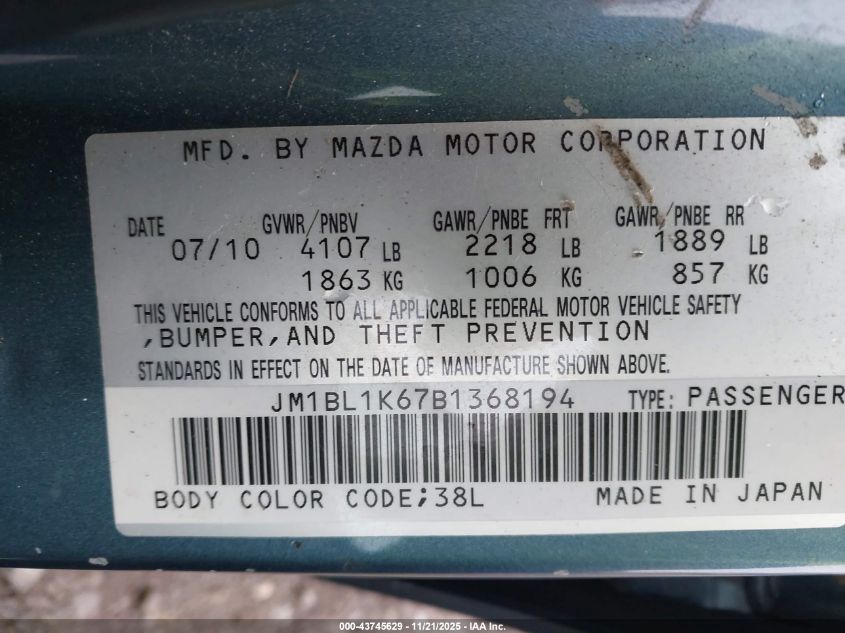 MFD. BY MAZDA MOTOR CORPORATION
DATE GVWR/PNBV GAWR/PNBE FRT GAWR/PNBE RR
07/10 4107 LB 2218 LB 1889 LB
1863 KG 1006 KG 857 KG
THIS VEHICLE CONFORMS TO ALL APPLICABLE FEDERAL MOTOR VEHICLE SAFETY
,BUMPER,AND THEFT PREVENTION
STANDARDS IN EFFECT ON THE DATE OF MANUFACTURE SHOWN ABOVE.
JM1BL1K67B1368194 TYPE: PASSENGER
BODY COLOR CODE;38L MADE IN JAPAN
000-43745629 - 11/21/2025 - IAA Inc.